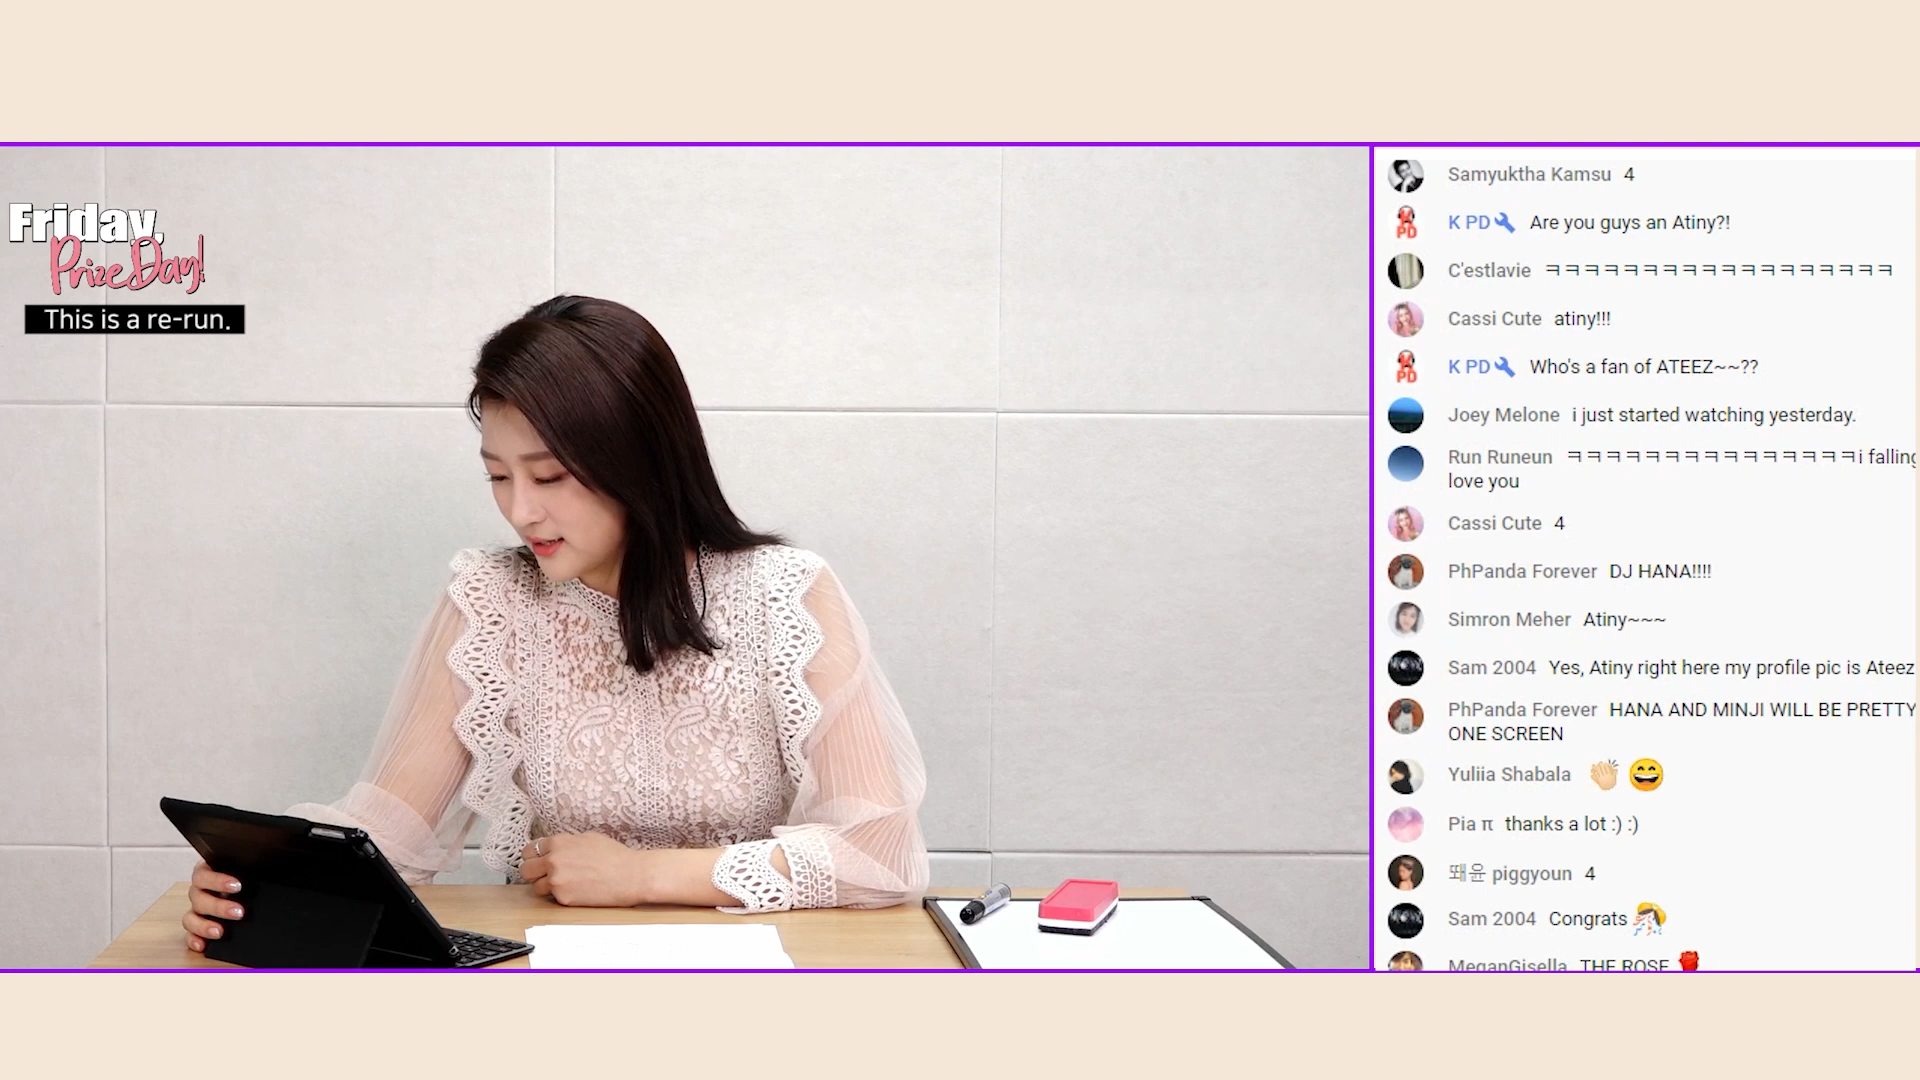 Friday,
Prize Day!
This is a re-run.
Samyuktha Kamsu 4
K PD Are you guys an Atiny?!
C'estlavie ㅋㅋㅋㅋㅋㅋㅋㅋㅋㅋㅋㅋㅋㅋㅋㅋㅋㅋ
Cassi Cute atiny!!!
K PD Who's a fan of ATEEZ~~??
Joey Melone i just started watching yesterday.
Run Runeun ㅋㅋㅋㅋㅋㅋㅋㅋㅋㅋㅋㅋㅋㅋㅋi falling
love you
Cassi Cute 4
PhPanda Forever DJ HANA!!!!
Simron Meher Atiny~~~
Sam 2004 Yes, Atiny right here my profile pic is Ateez
PhPanda Forever HANA AND MINJI WILL BE PRETTY
ONE SCREEN
Yuliia Shabala 👏🏻 😄
Pia π thanks a lot :) :)
때윤 piggyoun 4
Sam 2004 Congrats 🎊
MeganGisella THE ROSE 🌹